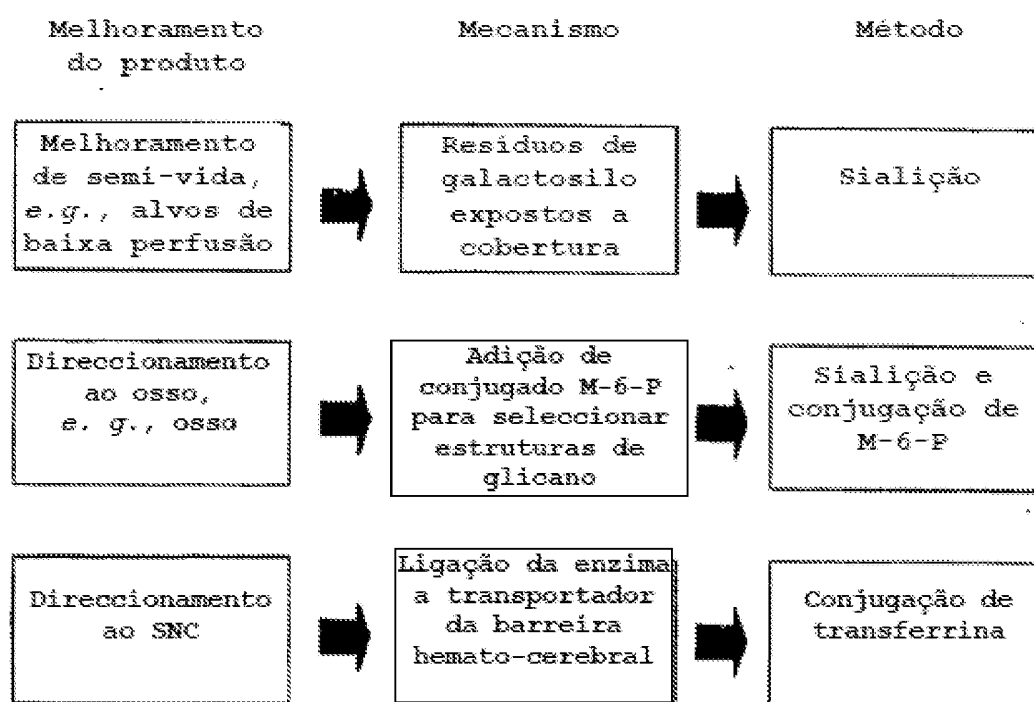 Melhoramento
do produto
Mecanismo
Método
Melhoramento
de semi-vida,
e.g., alvos de
baixa perfusão
Resíduos de
galactosilo
expostos a
cobertura
Sialição
Direccionamento
ao osso,
e. g., osso
Adição de
conjugado M-6-P
para seleccionar
estruturas de
glicano
Sialição e
conjugação de
M-6-P
Direccionamento
ao SNC
Ligação da enzima
a transportador
da barreira
hemato-cerebral
Conjugação de
transferrina